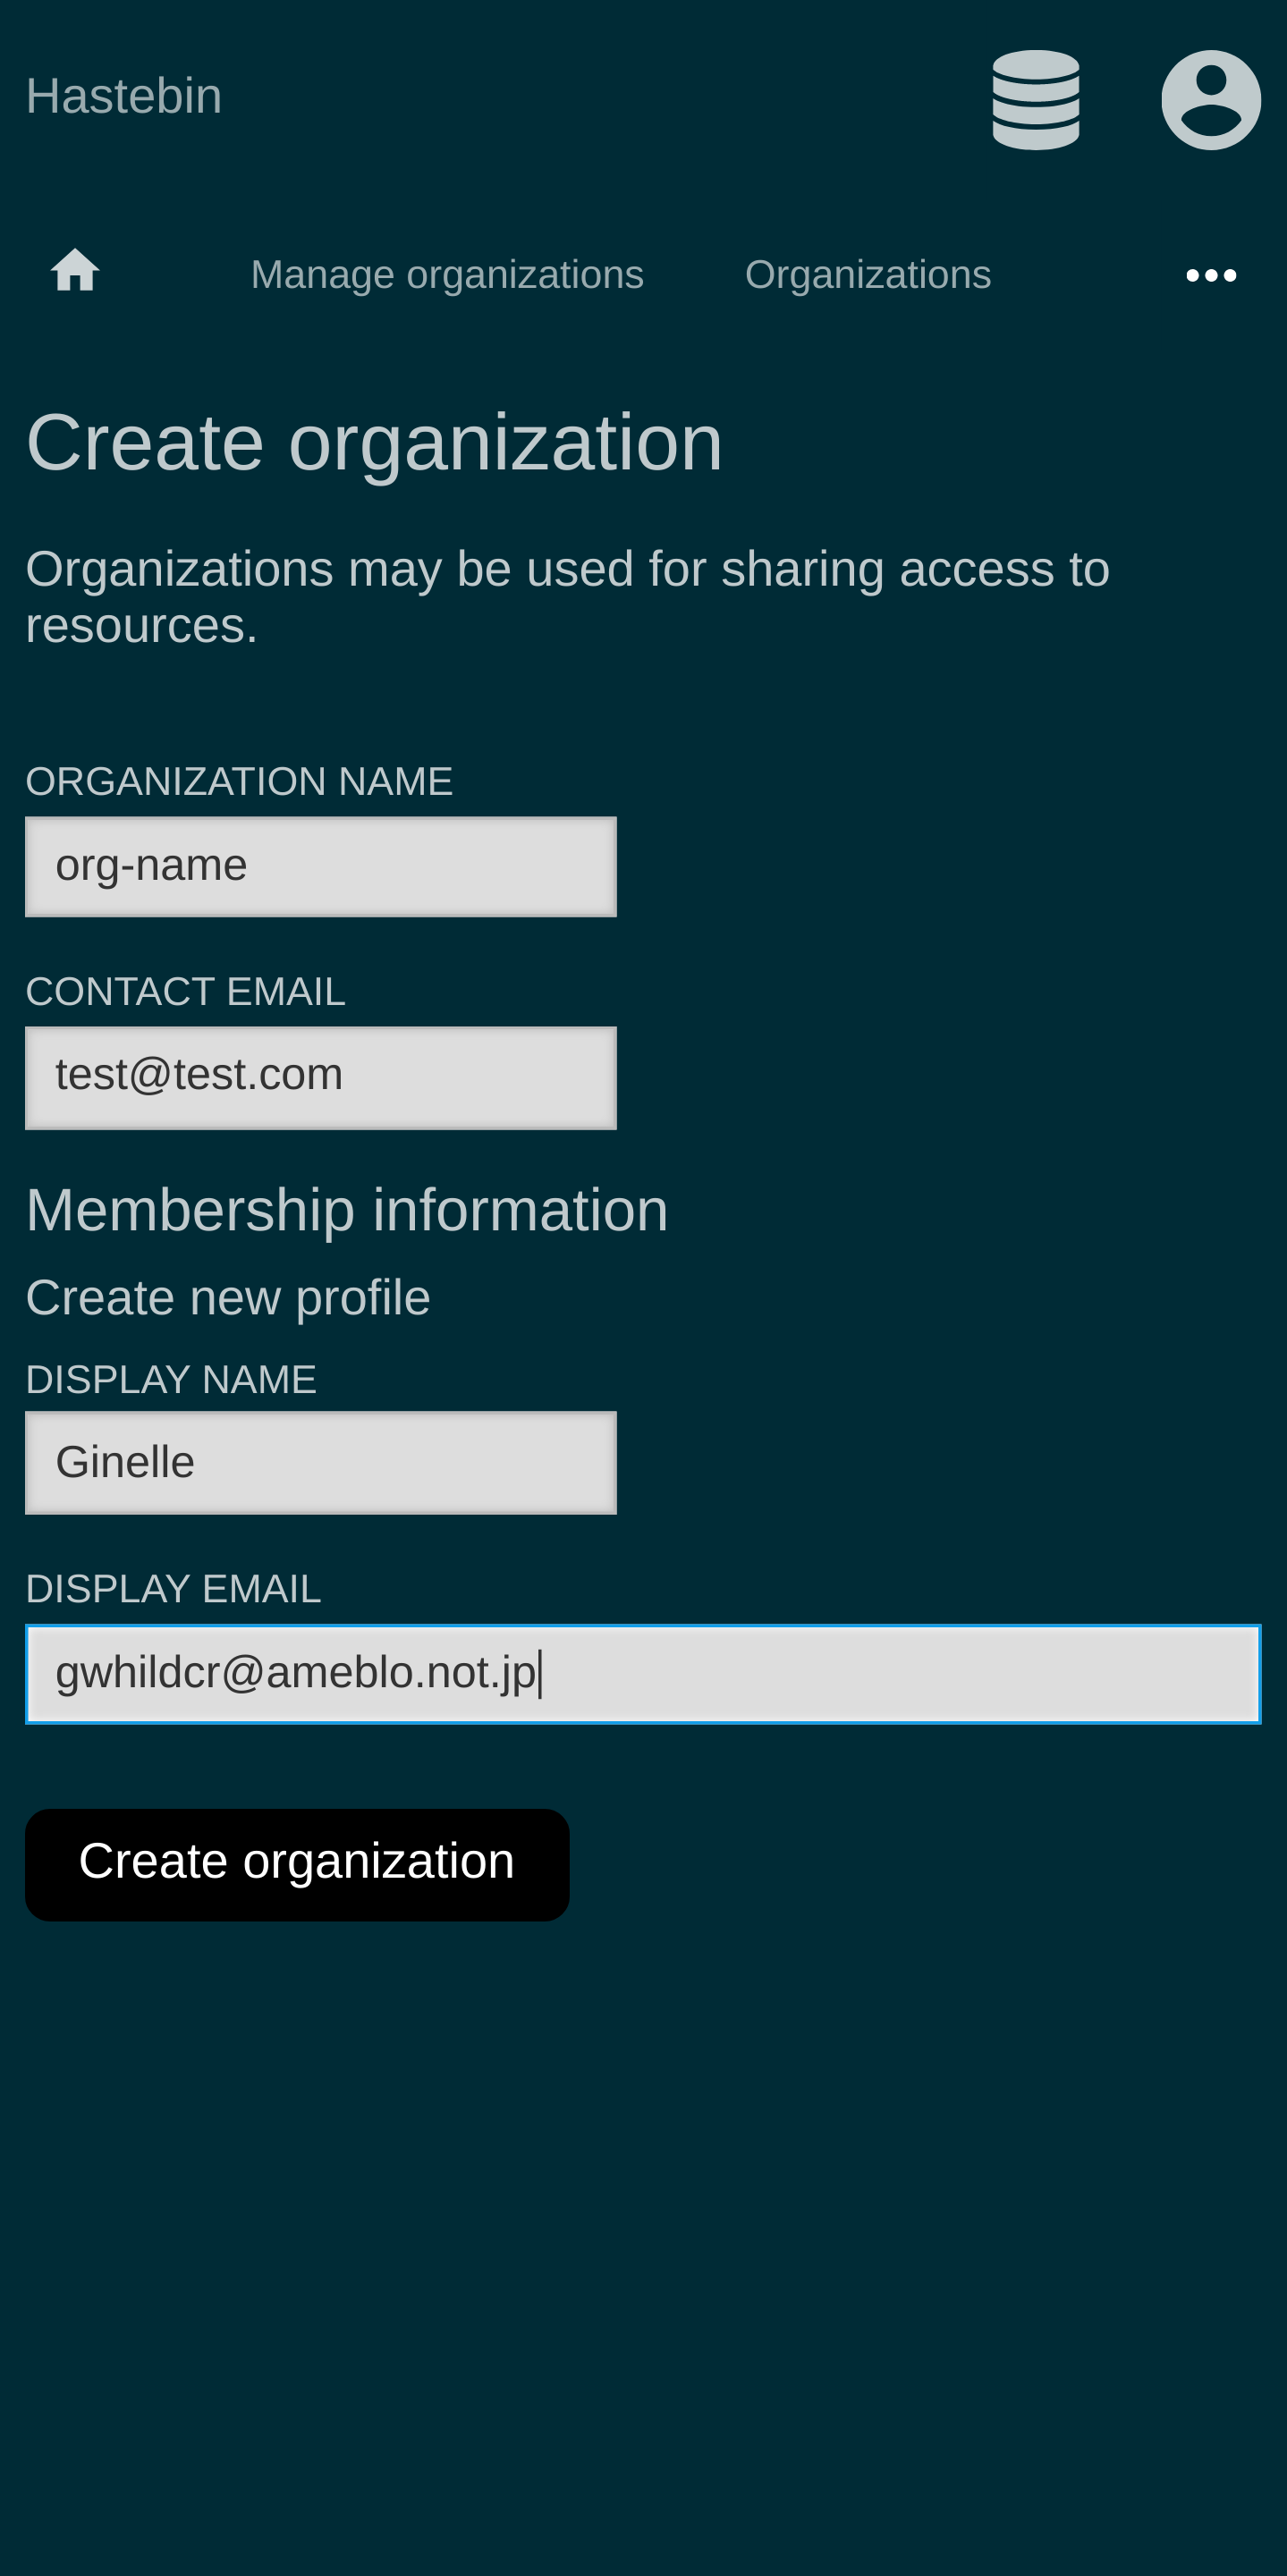 Hastebin
Manage organizations
Organizations
Create organization
Organizations may be used for sharing access to
resources.
ORGANIZATION NAME
org-name
CONTACT EMAIL
test@test.com
Membership information
Create new profile
DISPLAY NAME
Ginelle
DISPLAY EMAIL
gwhildcr@ameblo.not.jp
Create organization